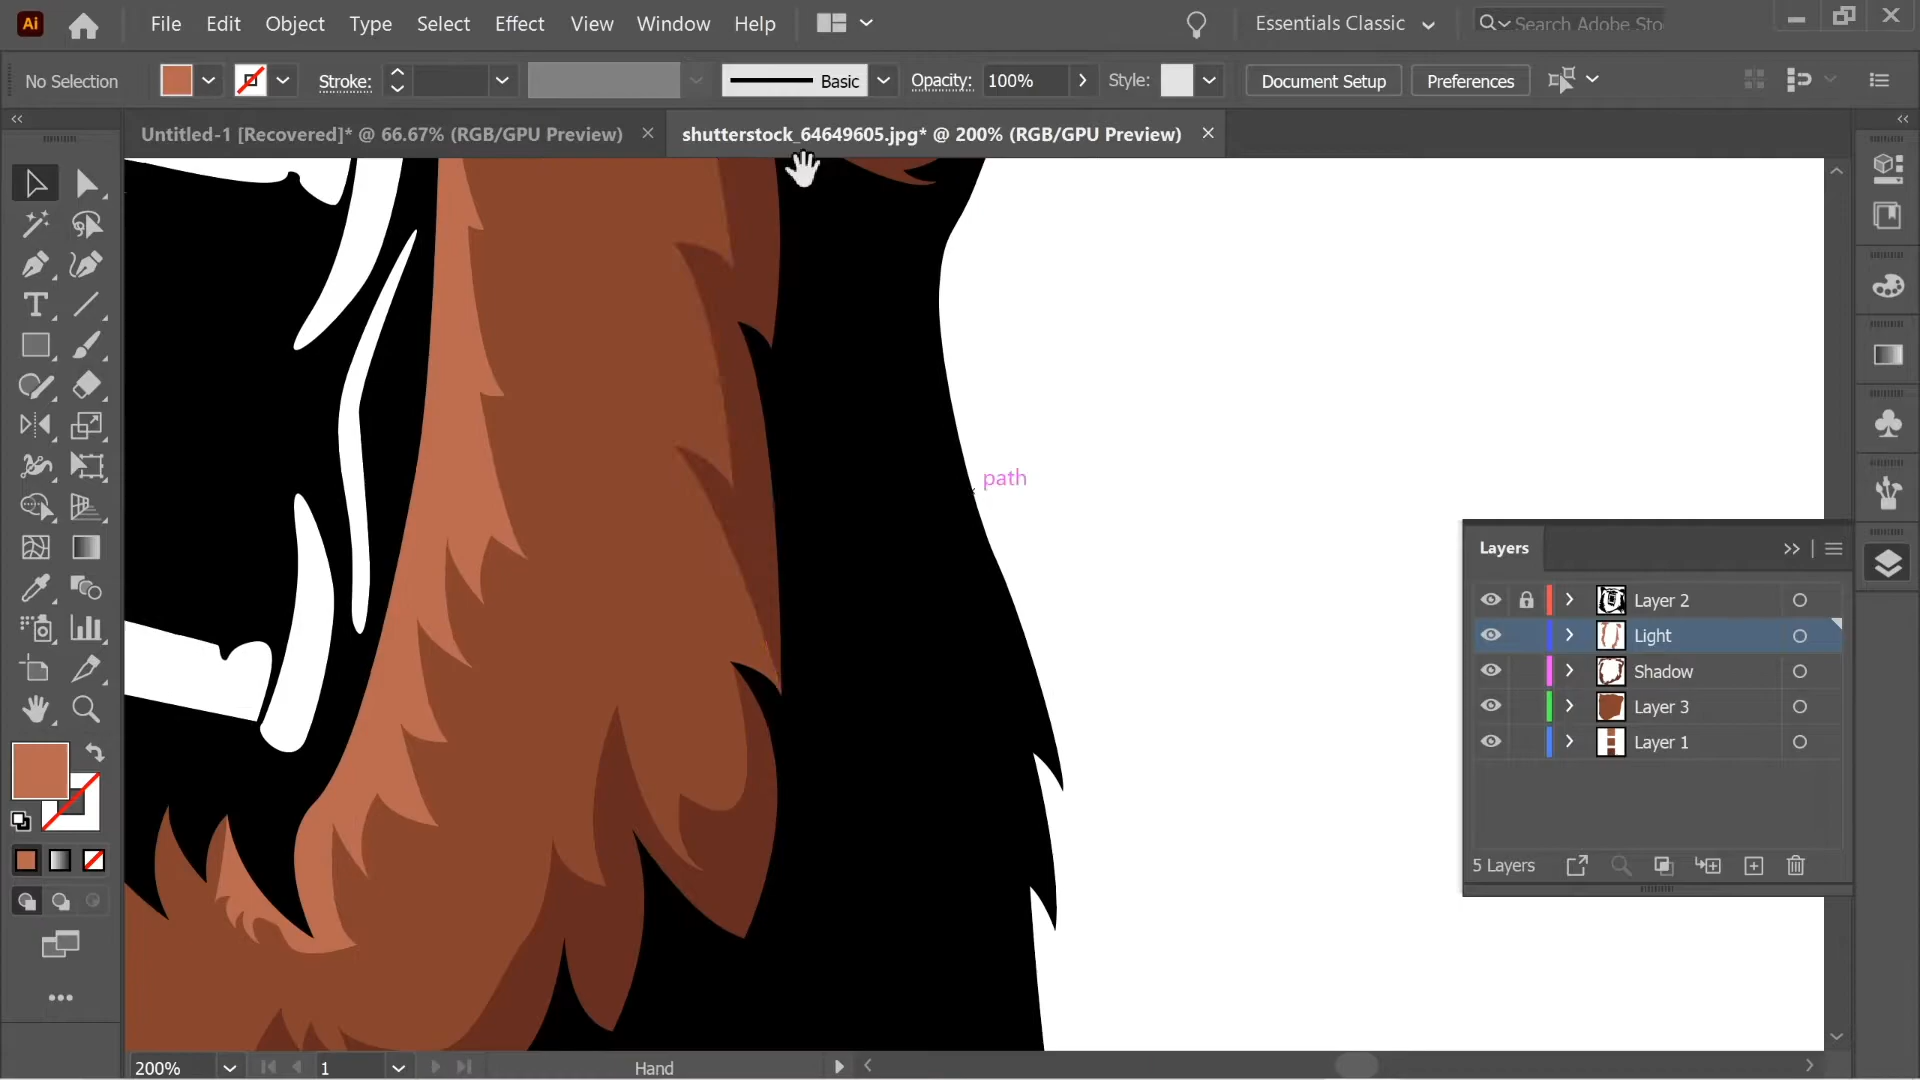 Ai File Edit Object Type Select Effect View Window Help Essentials Classic Search Adobe Sto
No Selection Stroke: Basic Opacity: 100% Style: Document Setup Preferences
Untitled-1 [Recovered]* @ 66.67% (RGB/GPU Preview) shutterstock_64649605.jpg* @ 200% (RGB/GPU Preview)
path
Layers
Layer 2
Light
Shadow
Layer 3
Layer 1
5 Layers
200% 1 Hand